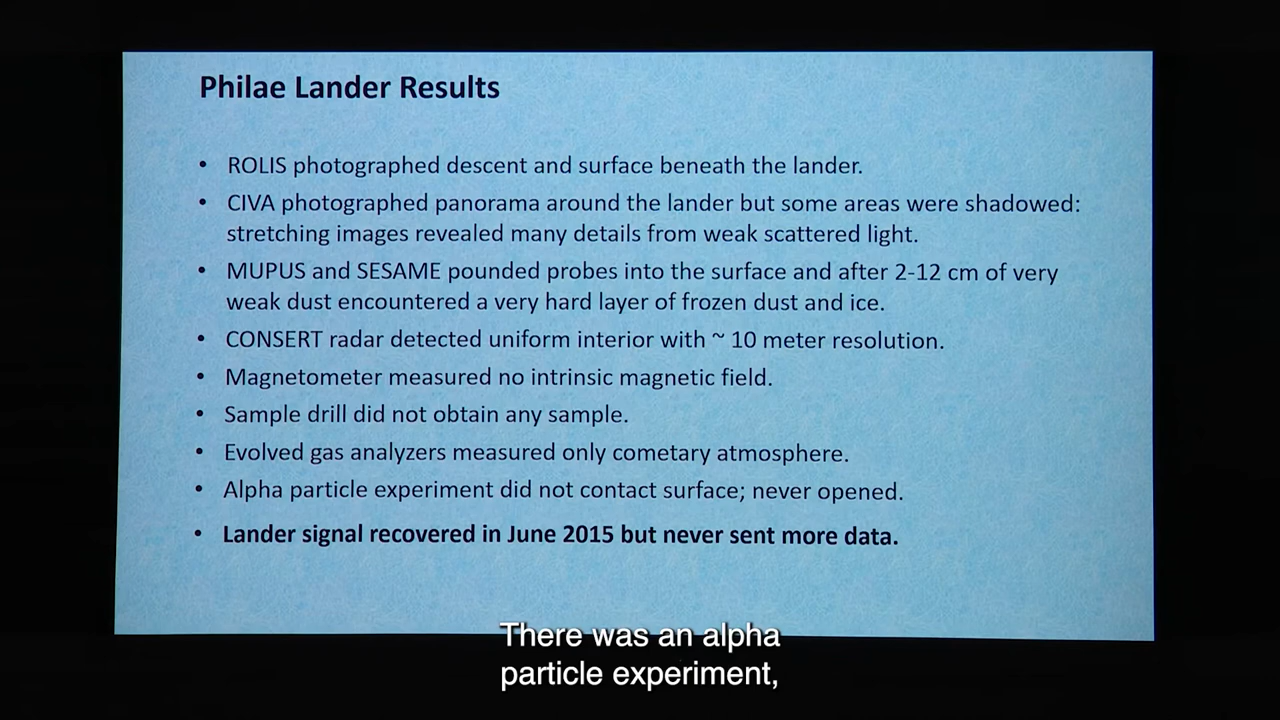 Philae Lander Results
• ROLIS photographed descent and surface beneath the lander.
• CIVA photographed panorama around the lander but some areas were shadowed:
stretching images revealed many details from weak scattered light.
• MUPUS and SESAME pounded probes into the surface and after 2-12 cm of very
weak dust encountered a very hard layer of frozen dust and ice.
• CONSERT radar detected uniform interior with ~ 10 meter resolution.
• Magnetometer measured no intrinsic magnetic field.
• Sample drill did not obtain any sample.
• Evolved gas analyzers measured only cometary atmosphere.
• Alpha particle experiment did not contact surface; never opened.
• Lander signal recovered in June 2015 but never sent more data.
There was an alpha
particle experiment,